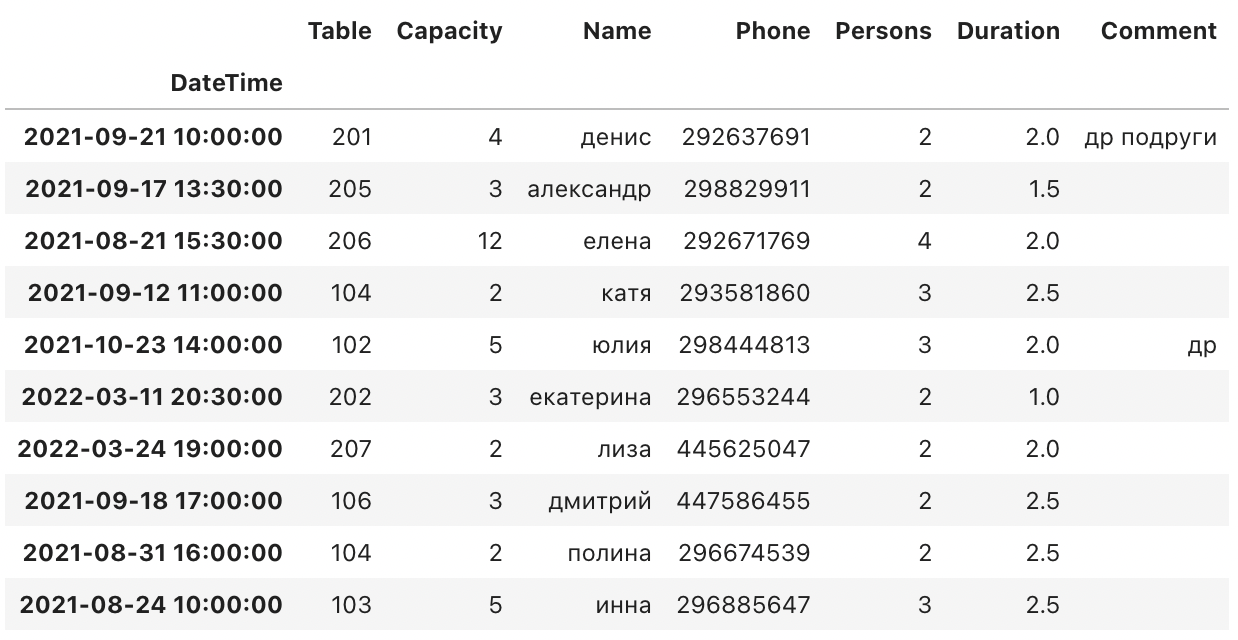 Table Capacity Name Phone Persons Duration Comment
DateTime
2021-09-21 10:00:00 201 4 денис 292637691 2 2.0 др подруги
2021-09-17 13:30:00 205 3 александр 298829911 2 1.5
2021-08-21 15:30:00 206 12 елена 292671769 4 2.0
2021-09-12 11:00:00 104 2 катя 293581860 3 2.5
2021-10-23 14:00:00 102 5 юлия 298444813 3 2.0 др
2022-03-11 20:30:00 202 3 екатерина 296553244 2 1.0
2022-03-24 19:00:00 207 2 лиза 445625047 2 2.0
2021-09-18 17:00:00 106 3 дмитрий 447586455 2 2.5
2021-08-31 16:00:00 104 2 полина 296674539 2 2.5
2021-08-24 10:00:00 103 5 инна 296885647 3 2.5